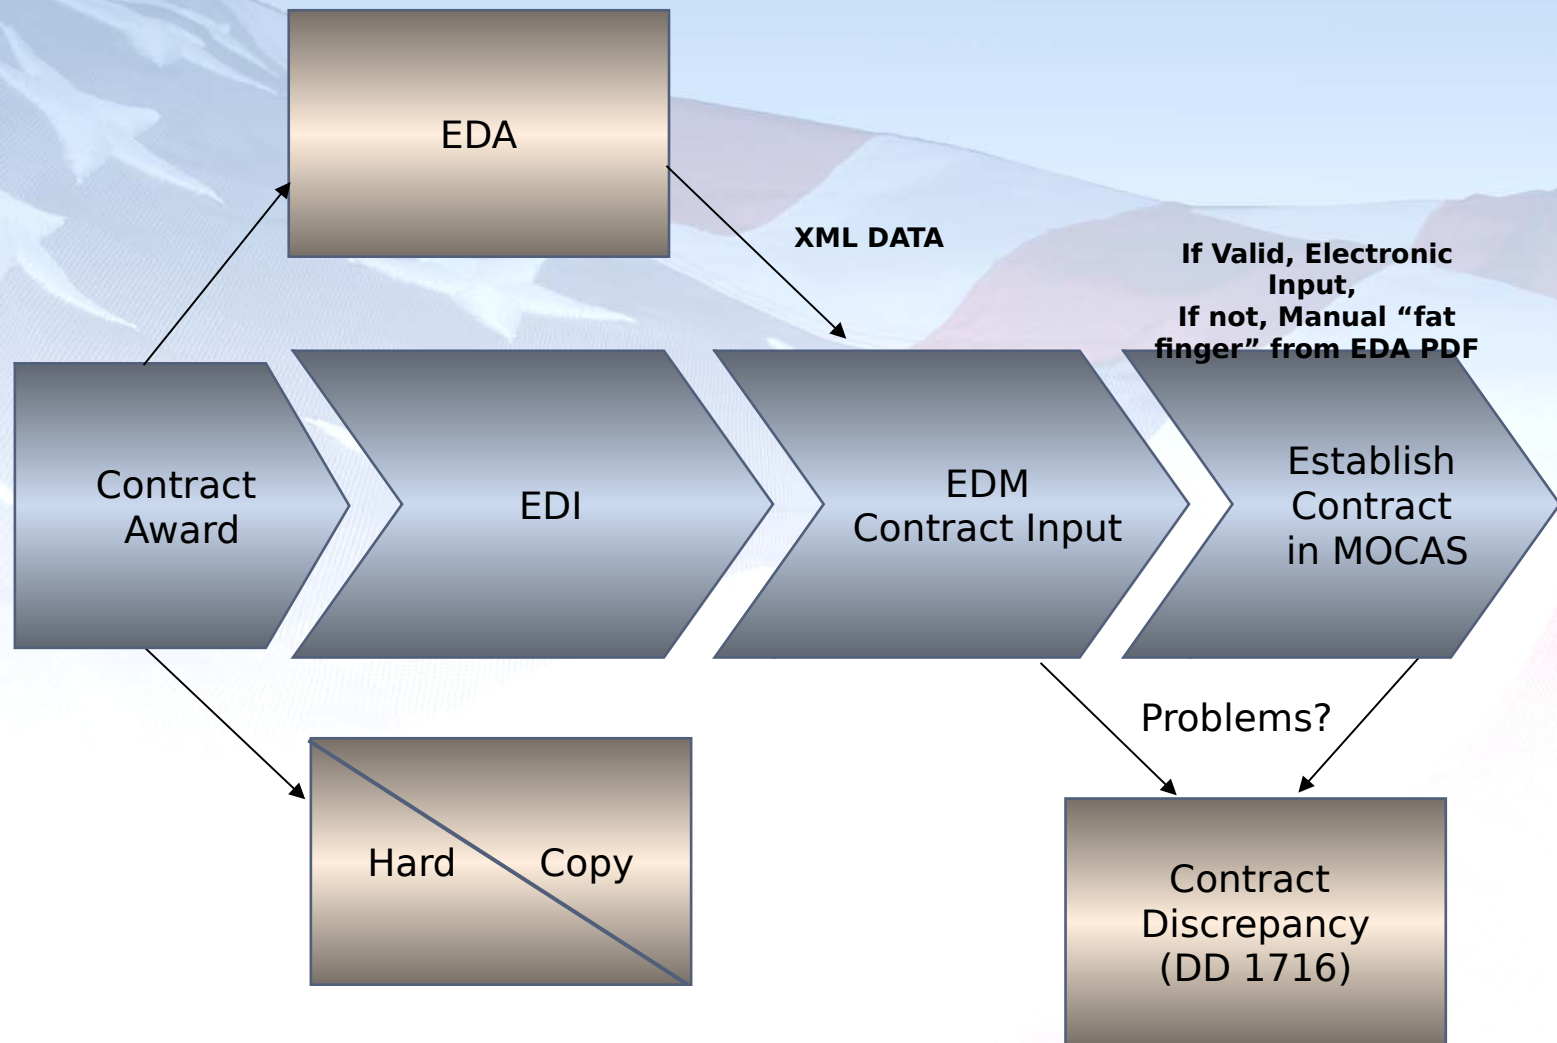 EDA
XML DATA
If Valid, Electronic
Input,
If not, Manual “fat
finger” from EDA PDF
Contract
Award
EDI
EDM
Contract Input
Establish
Contract
in MOCAS
Problems?
Hard Copy
Contract
Discrepancy
(DD 1716)